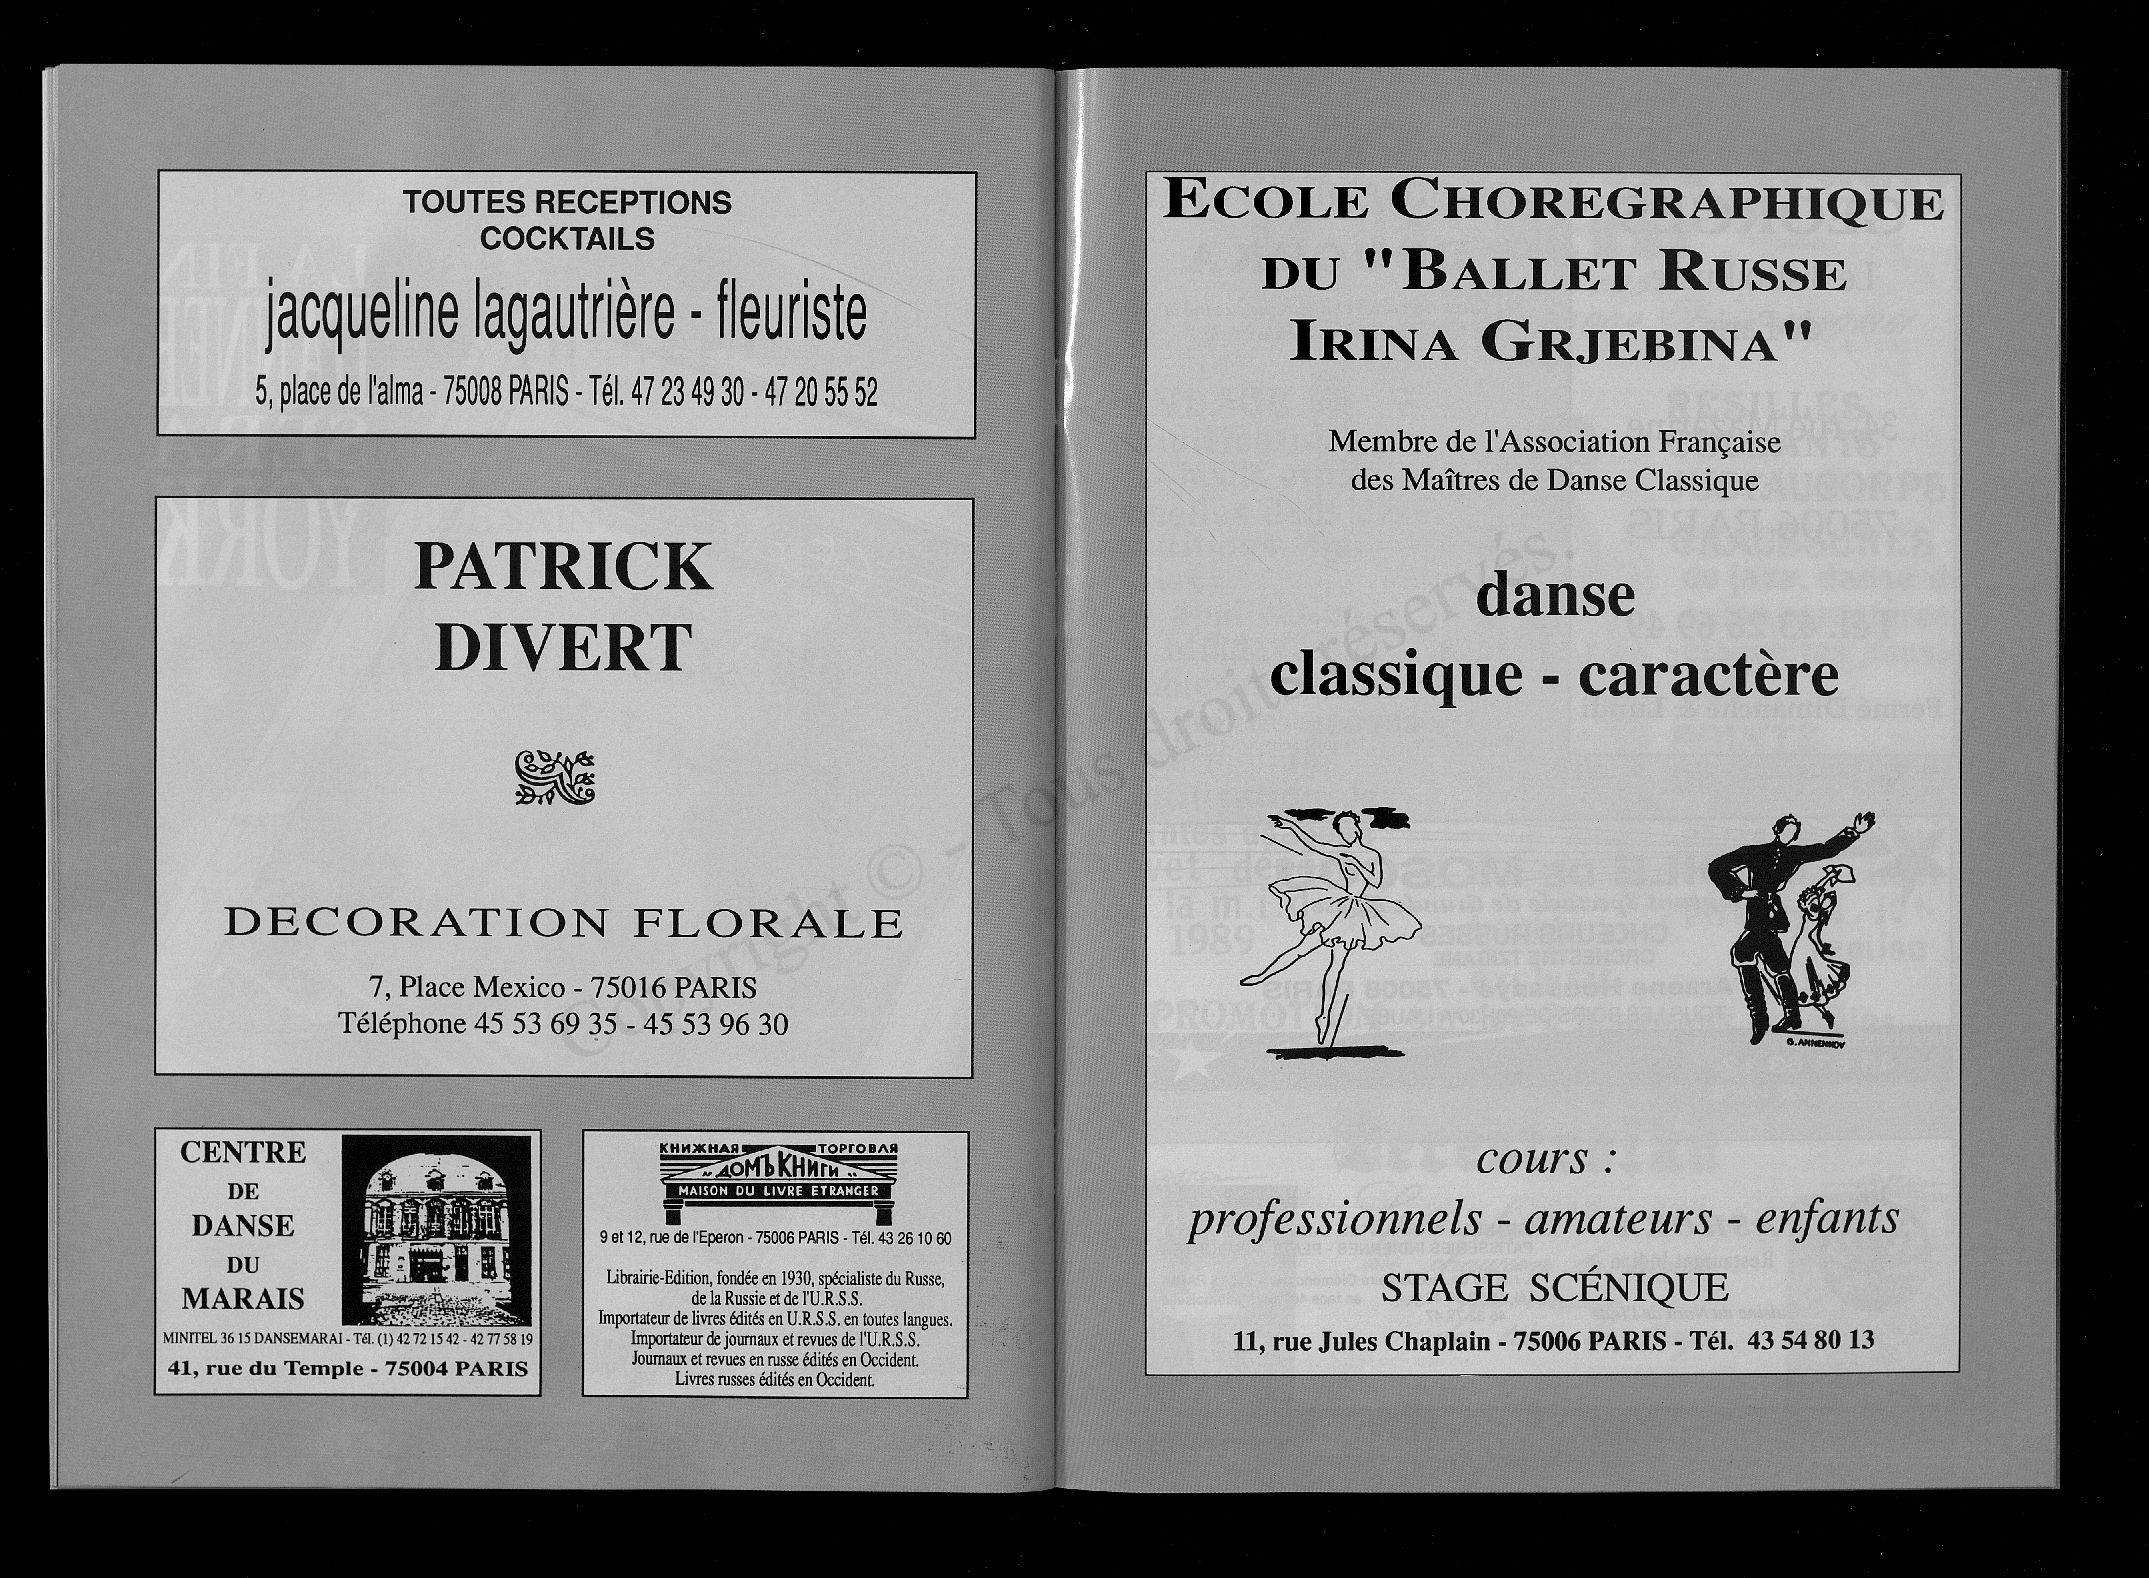 TOUTES RECEPTIONS
COCKTAILS
jacqueline lagautrière - fleuriste
5, place de l'alma - 75008 PARIS - Tél. 47 23 49 30 - 47 20 55 52
PATRICK
DIVERT
DECORATION FLORALE
7, Place Mexico - 75016 PARIS
Téléphone 45 53 69 35 - 45 53 96 30
CENTRE
DE
DANSE
DU
MARAIS
MINITEL 36 15 DANSEMARAI - Tél. (1) 42 72 15 42 - 42 77 58 19
41, rue du Temple - 75004 PARIS
КНИЖНАЯ ТОРГОВЛЯ
„ДОМЪ КНИГИ"
MAISON DU LIVRE ETRANGER
9 et 12, rue de l'Eperon - 75006 PARIS - Tél. 43 26 10 60
Librairie-Edition, fondée en 1930, spécialiste du Russe,
de la Russie et de l'U.R.S.S.
Importateur de livres édités en U.R.S.S. en toutes langues.
Importateur de journaux et revues de l'U.R.S.S.
Journaux et revues en russe édités en Occident.
Livres russes édités en Occident.
ECOLE CHOREGRAPHIQUE
DU "BALLET RUSSE
IRINA GRJEBINA"
Membre de l'Association Française
des Maîtres de Danse Classique
danse
classique - caractère
G. ANNENKOV
cours :
professionnels - amateurs - enfants
STAGE SCÉNIQUE
11, rue Jules Chaplain - 75006 PARIS - Tél. 43 54 80 13
Copyright © - Tous droits réservés.